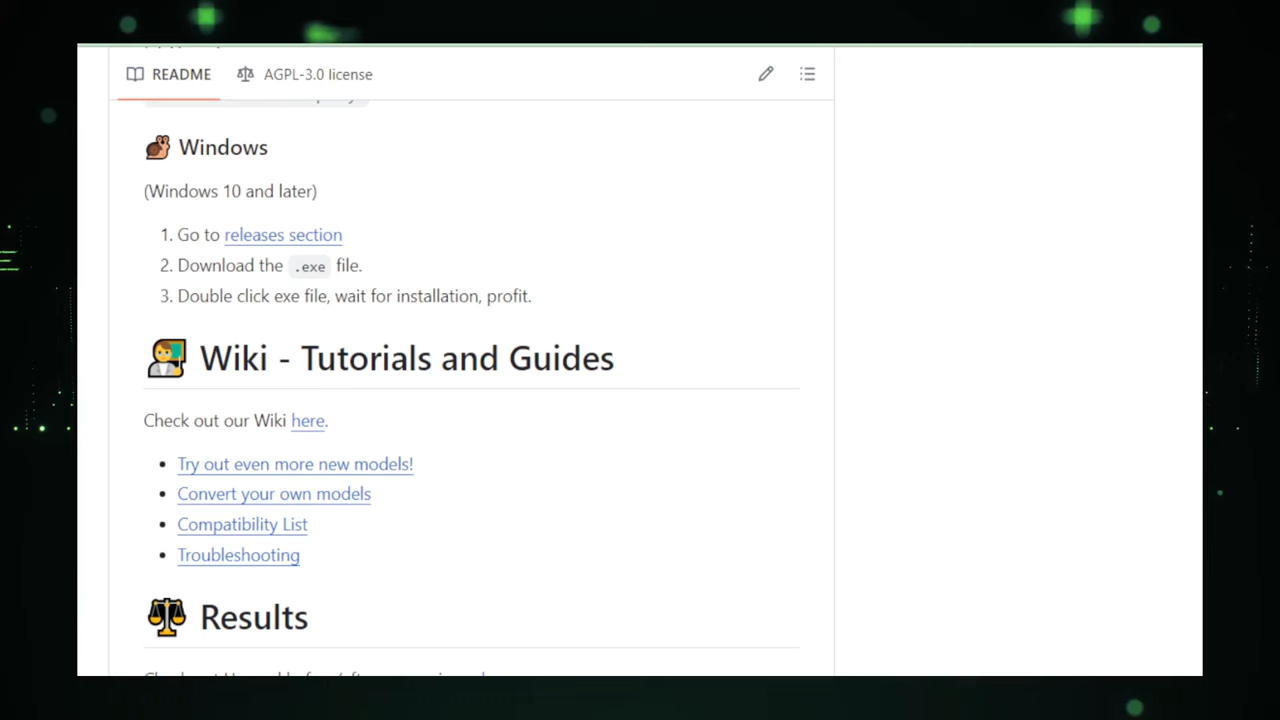 README
AGPL-3.0 license
Windows
(Windows 10 and later)
1. Go to releases section
2. Download the .exe file.
3. Double click exe file, wait for installation, profit.
Wiki - Tutorials and Guides
Check out our Wiki here.
• Try out even more new models!
• Convert your own models
• Compatibility List
• Troubleshooting
Results